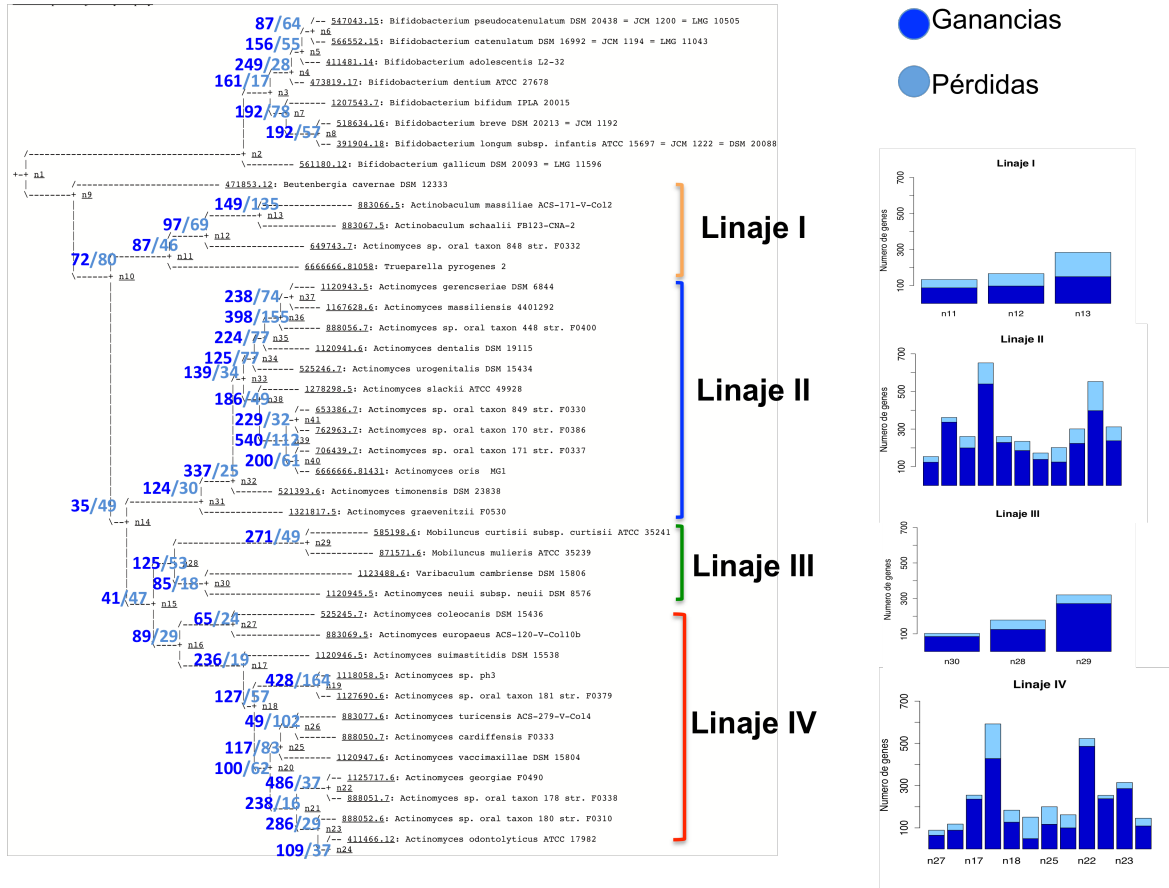 87/64 547043.15: Bifidobacterium pseudocatenulatum DSM 20438 = JCM 1200 = LMG 10505
n6
156/55 566552.15: Bifidobacterium catenulatum DSM 16992 = JCM 1194 = LMG 11043
n5
249/28 411481.14: Bifidobacterium adolescentis L2-32
n4
161/17 473819.17: Bifidobacterium dentium ATCC 27678
n3
1207543.7: Bifidobacterium bifidum IPLA 20015
192/78 n7
518634.16: Bifidobacterium breve DSM 20213 = JCM 1192
192/57 n8
391904.18: Bifidobacterium longum subsp. infantis ATCC 15697 = JCM 1222 = DSM 20088
n2
561180.12: Bifidobacterium gallicum DSM 20093 = LMG 11596
n1
471853.12: Beutenbergia cavernae DSM 12333
n9
149/135 883066.5: Actinobaculum massiliae ACS-171-V-Col2
n13
97/69 883067.5: Actinobaculum schaalii FB123-CNA-2
n12
87/46 649743.7: Actinomyces sp. oral taxon 848 str. F0332
n11
72/80 6666666.81058: Trueparella pyrogenes 2
n10
1120943.5: Actinomyces gerencseriae DSM 6844
238/74 n37
1167628.6: Actinomyces massiliensis 4401292
398/155 n36
888056.7: Actinomyces sp. oral taxon 448 str. F0400
224/77 n35
1120941.6: Actinomyces dentalis DSM 19115
125/77 n34
525246.7: Actinomyces urogenitalis DSM 15434
139/34 n33
1278298.5: Actinomyces slackii ATCC 49928
186/49 n38
653386.7: Actinomyces sp. oral taxon 849 str. F0330
229/32 n41
762963.7: Actinomyces sp. oral taxon 170 str. F0386
540/112 n39
706439.7: Actinomyces sp. oral taxon 171 str. F0337
200/61 n40
6666666.81431: Actinomyces oris MG1
337/25 n32
124/30 521393.6: Actinomyces timonensis DSM 23838
n31
35/49 1321817.5: Actinomyces graevenitzii F0530
n14
585198.6: Mobiluncus curtisii subsp. curtisii ATCC 35241
271/49 n29
871571.6: Mobiluncus mulieris ATCC 35239
125/53 n28
1123488.6: Varibaculum cambriense DSM 15806
85/18 n30
1120945.5: Actinomyces neuii subsp. neuii DSM 8576
41/47 n15
525245.7: Actinomyces coleocanis DSM 15436
65/24 n27
883069.5: Actinomyces europaeus ACS-120-V-Col10b
89/29 n16
1120946.5: Actinomyces suimastitidis DSM 15538
236/19 n17
1118058.5: Actinomyces sp. ph3
428/164 n19
1127690.6: Actinomyces sp. oral taxon 181 str. F0379
127/57 n18
883077.6: Actinomyces turicensis ACS-279-V-Col4
49/102 n26
883050.7: Actinomyces cardiffensis F0333
117/83 n25
1120947.6: Actinomyces vaccimaxillae DSM 15804
100/62 n20
1125717.6: Actinomyces georgiae F0490
486/37 n22
888051.7: Actinomyces sp. oral taxon 178 str. F0338
238/16 n21
888052.6: Actinomyces sp. oral taxon 180 str. F0310
286/29 n23
411466.12: Actinomyces odontolyticus ATCC 17982
109/37 n24
Linaje I
Linaje II
Linaje III
Linaje IV
Ganancias
Pérdidas
Linaje I
Numero de genes
700
500
300
100
n11 n12 n13
Linaje II
Numero de genes
700
500
300
100
Linaje III
Numero de genes
700
500
300
100
n30 n28 n29
Linaje IV
Numero de genes
700
500
300
100
n27 n17 n18 n25 n22 n23